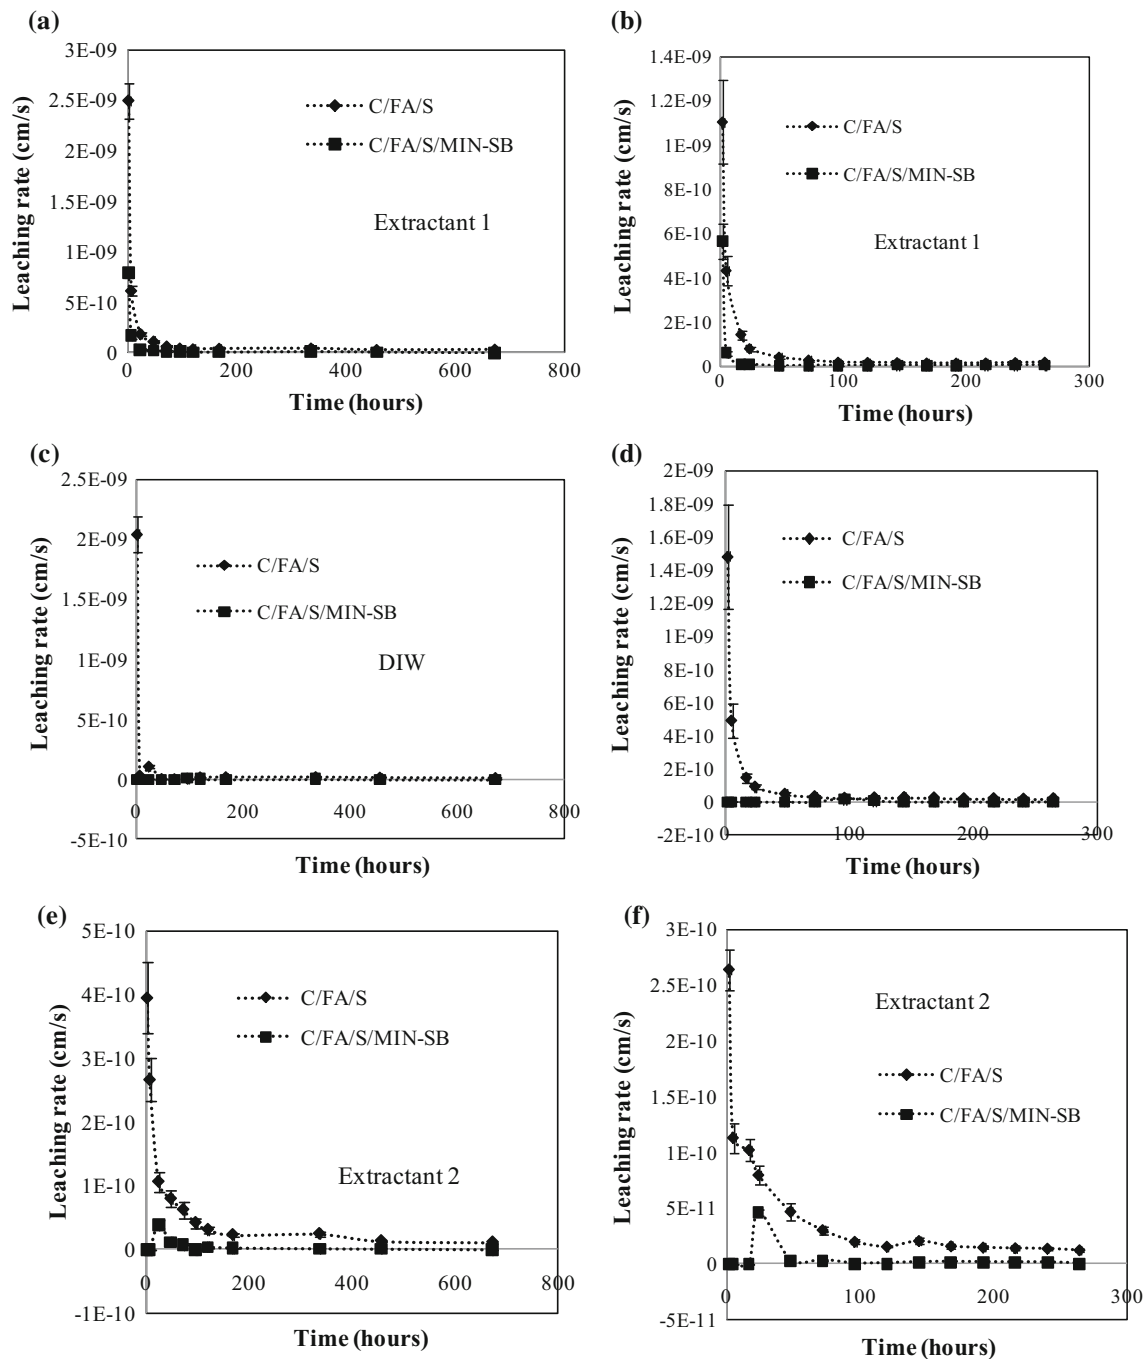 (a)
3E-09
2.5E-09
2E-09
1.5E-09
1E-09
5E-10
0
0
200
400
600
800
Leaching rate (cm/s)
Time (hours)
C/FA/S
C/FA/S/MIN-SB
Extractant 1
(b)
1.4E-09
1.2E-09
1E-09
8E-10
6E-10
4E-10
2E-10
0
0
100
200
300
Leaching rate (cm/s)
Time (hours)
C/FA/S
C/FA/S/MIN-SB
Extractant 1
(c)
2.5E-09
2E-09
1.5E-09
1E-09
5E-10
0
-5E-10
0
200
400
600
800
Leaching rate (cm/s)
Time (hours)
C/FA/S
C/FA/S/MIN-SB
DIW
(d)
2E-09
1.8E-09
1.6E-09
1.4E-09
1.2E-09
1E-09
8E-10
6E-10
4E-10
2E-10
0
-2E-10
0
100
200
300
Leaching rate (cm/s)
Time (hours)
C/FA/S
C/FA/S/MIN-SB
(e)
5E-10
4E-10
3E-10
2E-10
1E-10
0
-1E-10
0
200
400
600
800
Leaching rate (cm/s)
Time (hours)
C/FA/S
C/FA/S/MIN-SB
Extractant 2
(f)
3E-10
2.5E-10
2E-10
1.5E-10
1E-10
5E-11
0
-5E-11
0
100
200
300
Leaching rate (cm/s)
Time (hours)
Extractant 2
C/FA/S
C/FA/S/MIN-SB